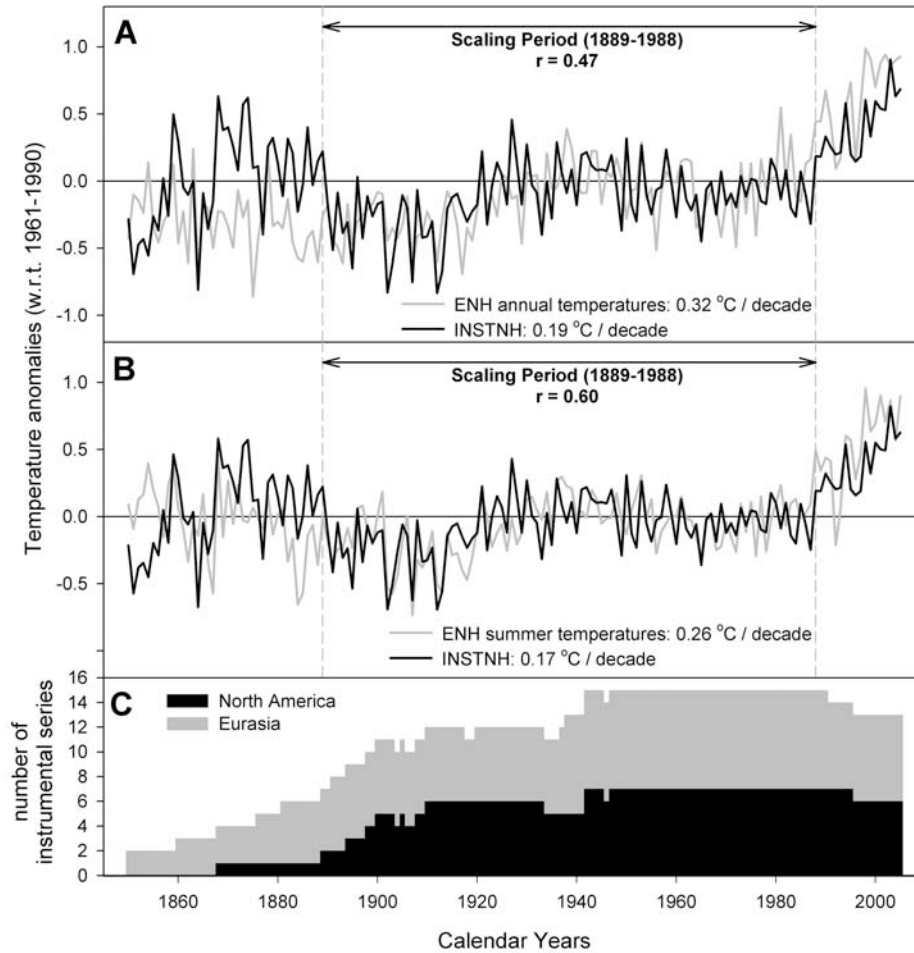 A
Scaling Period (1889-1988)
r = 0.47
1.0
0.5
0.0
-0.5
-1.0
ENH annual temperatures: 0.32 °C / decade
INSTNH: 0.19 °C / decade
Temperature anomalies (w.r.t. 1961-1990)
B
Scaling Period (1889-1988)
r = 0.60
1.0
0.5
0.0
-0.5
ENH summer temperatures: 0.26 °C / decade
INSTNH: 0.17 °C / decade
C
North America
Eurasia
number of
instrumental series
16
14
12
10
8
6
4
2
0
1860 1880 1900 1920 1940 1960 1980 2000
Calendar Years